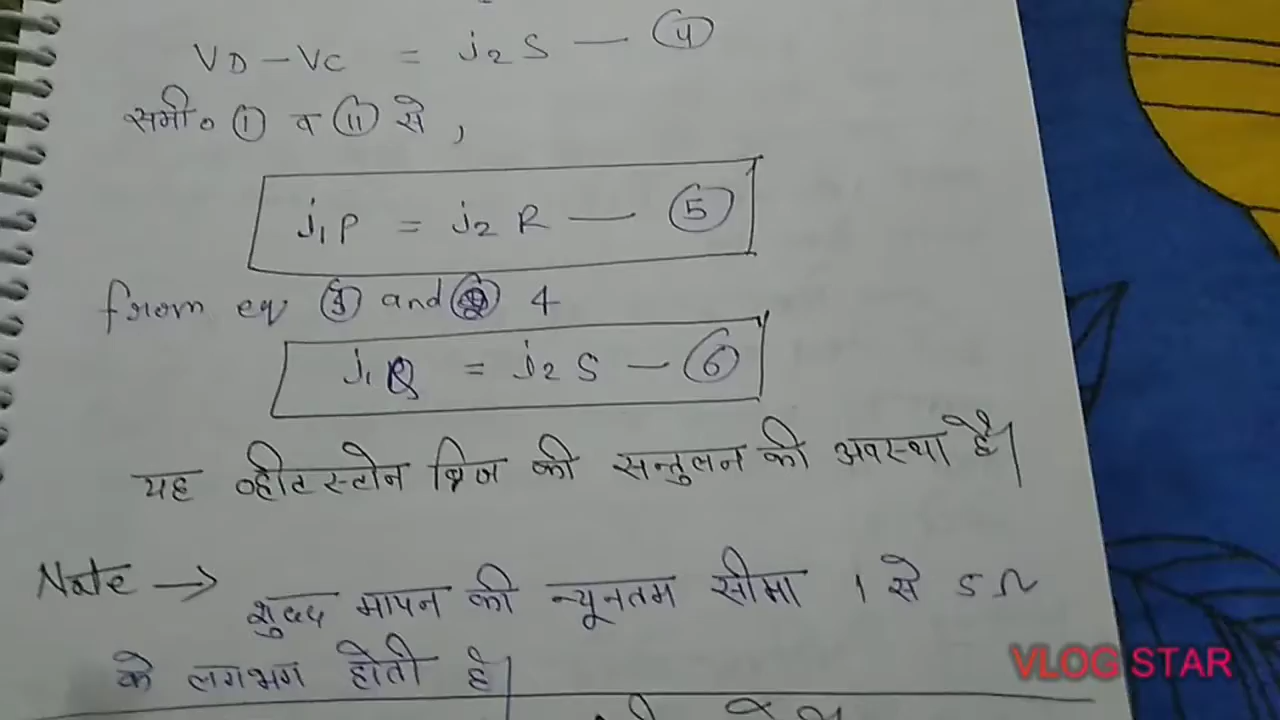 VD - VC = i2 S — (4)
समी० (1) व (11) से,
i1 P = i2 R — (5)
from eq (3) and 4
i1 Q = i2 S — (6)
यह व्हीटस्टोन ब्रिज की सन्तुलन की अवस्था है।
Note → शुद्ध मापन की न्यूनतम सीमा 1 से 5 Ω
के लगभग होती है।
VLOG STAR